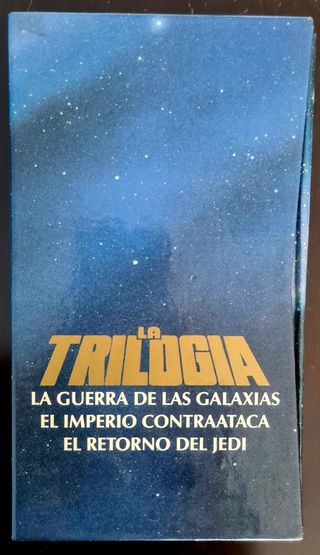 LA
TRILOGIA
LA GUERRA DE LAS GALAXIAS
EL IMPERIO CONTRAATACA
EL RETORNO DEL JEDI